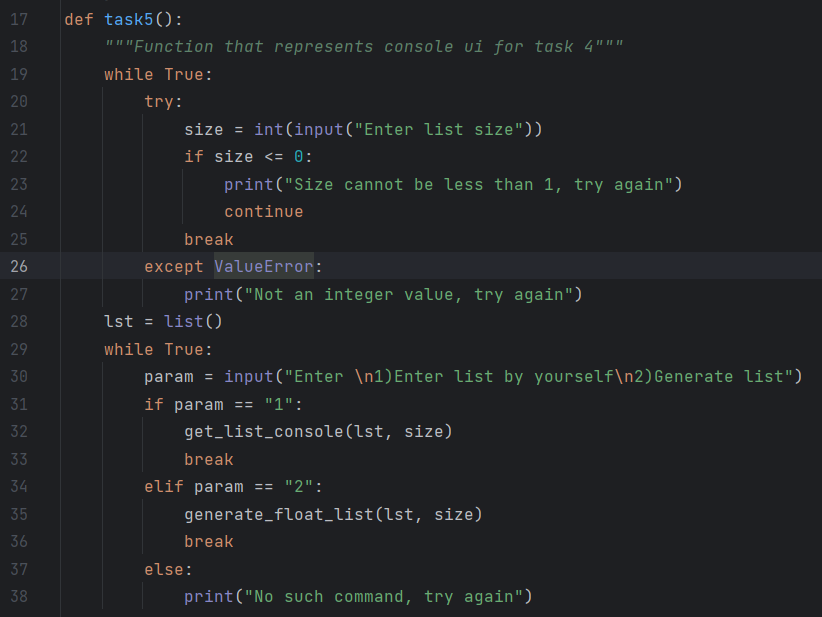 17 def task5():
18     """Function that represents console ui for task 4"""
19     while True:
20         try:
21             size = int(input("Enter list size"))
22             if size <= 0:
23                 print("Size cannot be less than 1, try again")
24                 continue
25             break
26         except ValueError:
27             print("Not an integer value, try again")
28     lst = list()
29     while True:
30         param = input("Enter \n1)Enter list by yourself\n2)Generate list")
31         if param == "1":
32             get_list_console(lst, size)
33             break
34         elif param == "2":
35             generate_float_list(lst, size)
36             break
37         else:
38             print("No such command, try again")